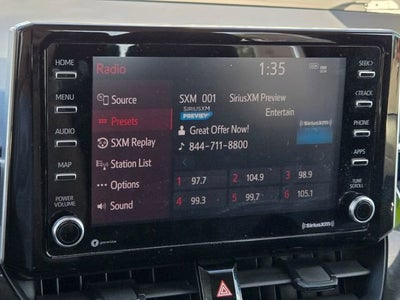 HOME
MENU
AUDIO
MAP
POWER
VOLUME
Radio
1:35
Source
Presets
SXM Replay
Station List
Options
Sound
SXM 001 SiriusXM Preview
SIRIUSXM
PREVIEW
Entertain
Great Offer Now!
844-711-8800
SiriusXM
1 97.7 2 104.9 3 98.9
4 99.3 5 99.7 6 105.1
SiriusXM
SEEK>
<TRACK
PHONE
APPS
TUNE
SCROLL